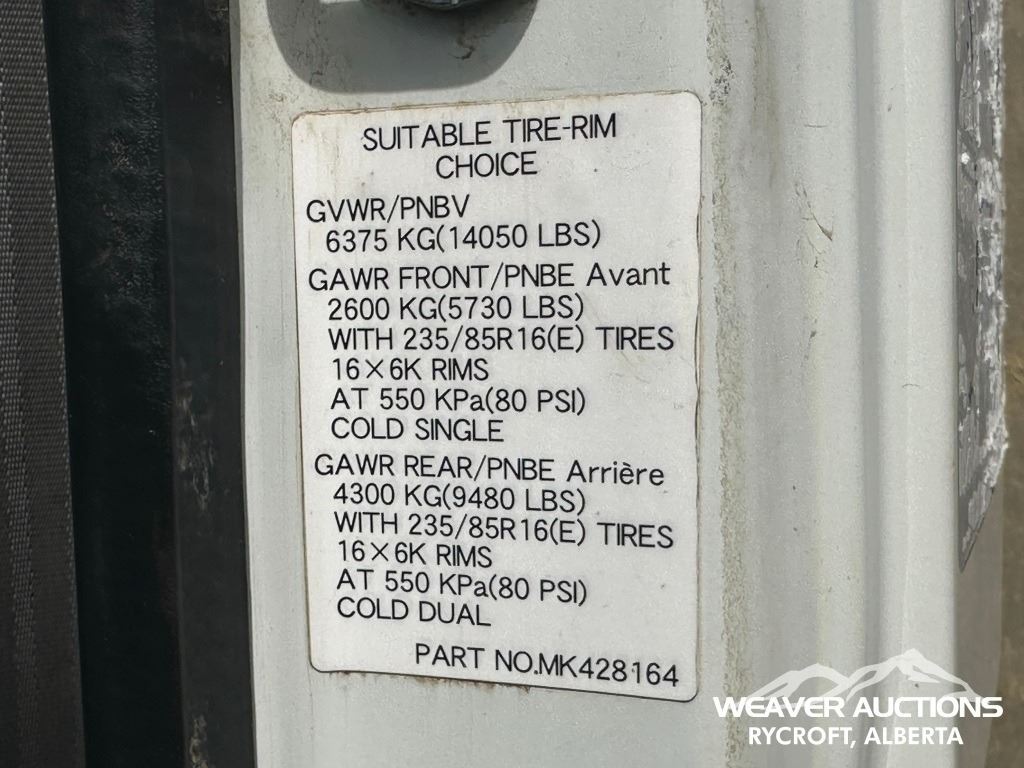 SUITABLE TIRE-RIM
CHOICE
GVWR/PNBV
6375 KG(14050 LBS)
GAWR FRONT/PNBE Avant
2600 KG(5730 LBS)
WITH 235/85R16(E) TIRES
16×6K RIMS
AT 550 KPa(80 PSI)
COLD SINGLE
GAWR REAR/PNBE Arrière
4300 KG(9480 LBS)
WITH 235/85R16(E) TIRES
16×6K RIMS
AT 550 KPa(80 PSI)
COLD DUAL
PART NO.MK428164
WEAVER AUCTIONS
RYCROFT, ALBERTA